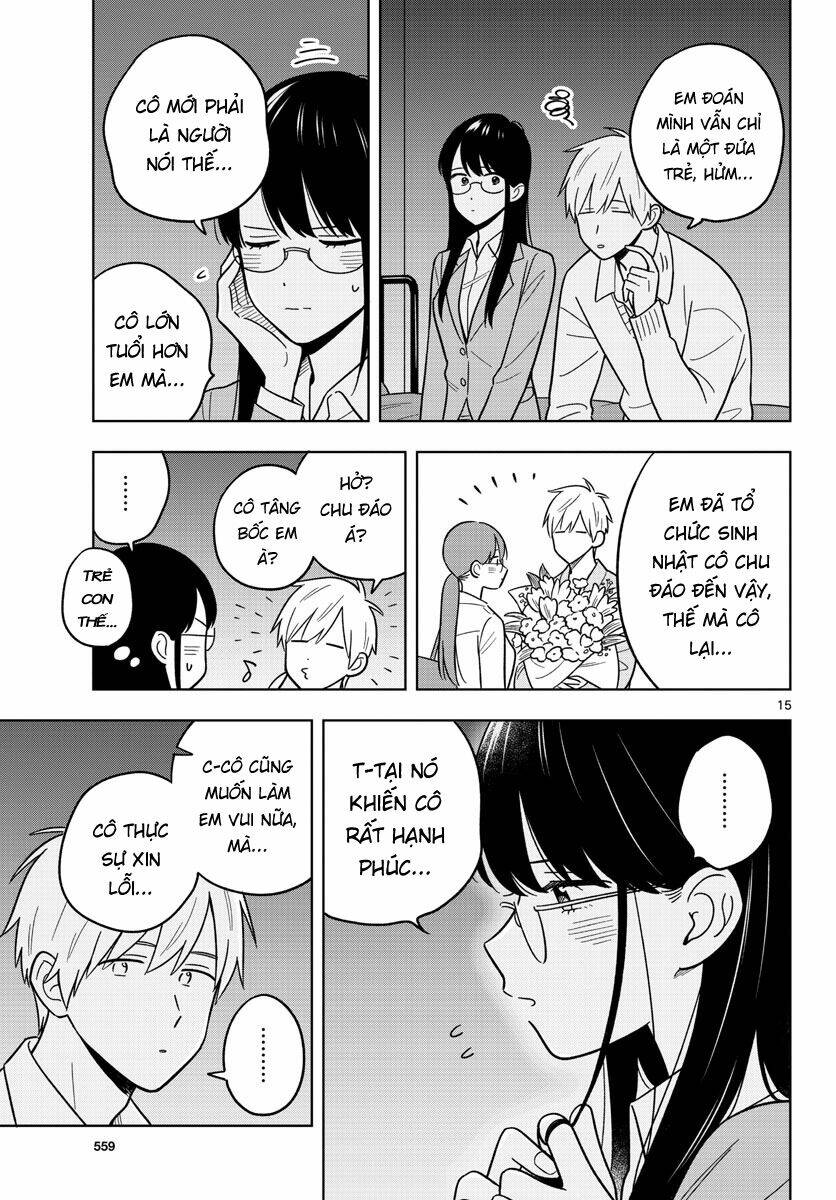 EM ĐOÁN
MÌNH VẪN CHỈ
LÀ MỘT ĐỨA
TRẺ, HỬM...
CÔ MỚI PHẢI
LÀ NGƯỜI
NÓI THẾ...
CÔ LỚN
TUỔI HƠN
EM MÀ...
EM ĐÃ TỔ
CHỨC SINH
NHẬT CÔ CHU
ĐÁO ĐẾN VẬY,
THẾ MÀ CÔ
LẠI...
HỞ?
CHU ĐÁO
Á?
CÔ TÂNG
BỐC EM
À?
......
TRẺ
CON
THẾ...
15
........
T-TẠI NÓ
KHIẾN CÔ
RẤT HẠNH
PHÚC...
C-CÔ CŨNG
MUỐN LÀM
EM VUI NỮA,
MÀ...
CÔ THỰC
SỰ XIN
LỖI...
........
559